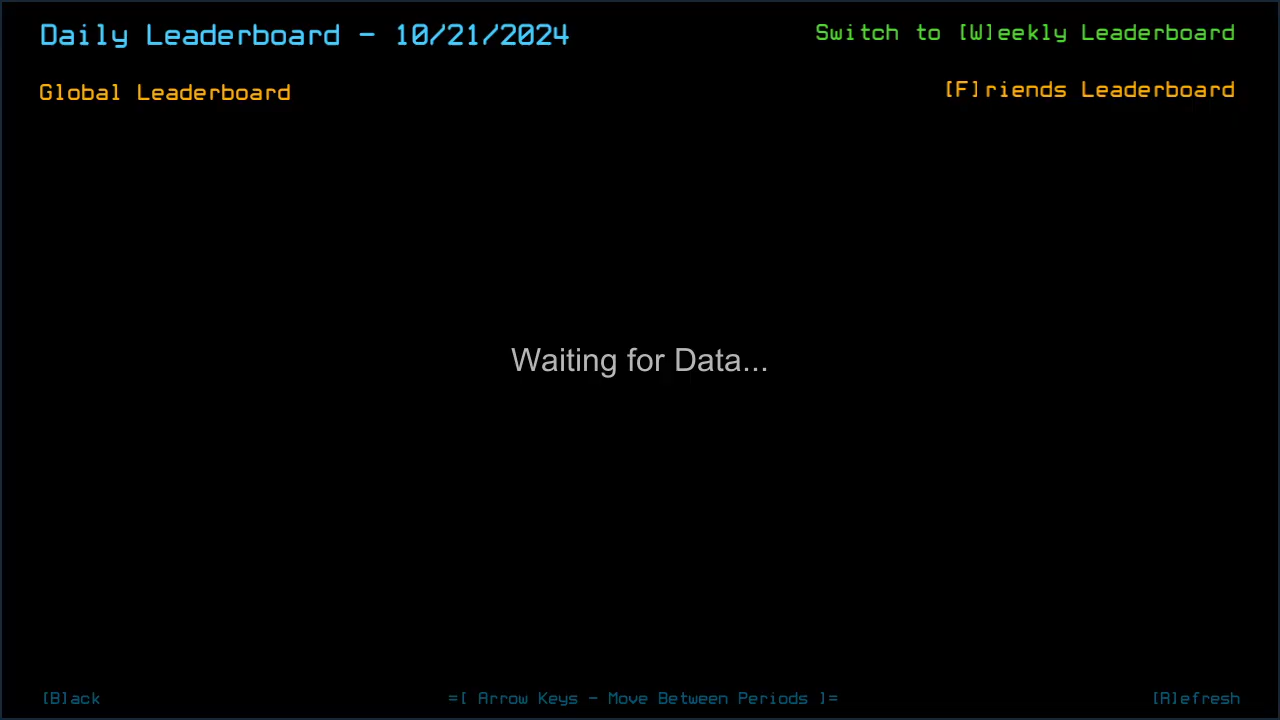 Daily Leaderboard - 10/21/2024
Switch to [W]eekly Leaderboard
Global Leaderboard
[F]riends Leaderboard
Waiting for Data...
[B]ack
=[ Arrow Keys - Move Between Periods ]=
[R]efresh